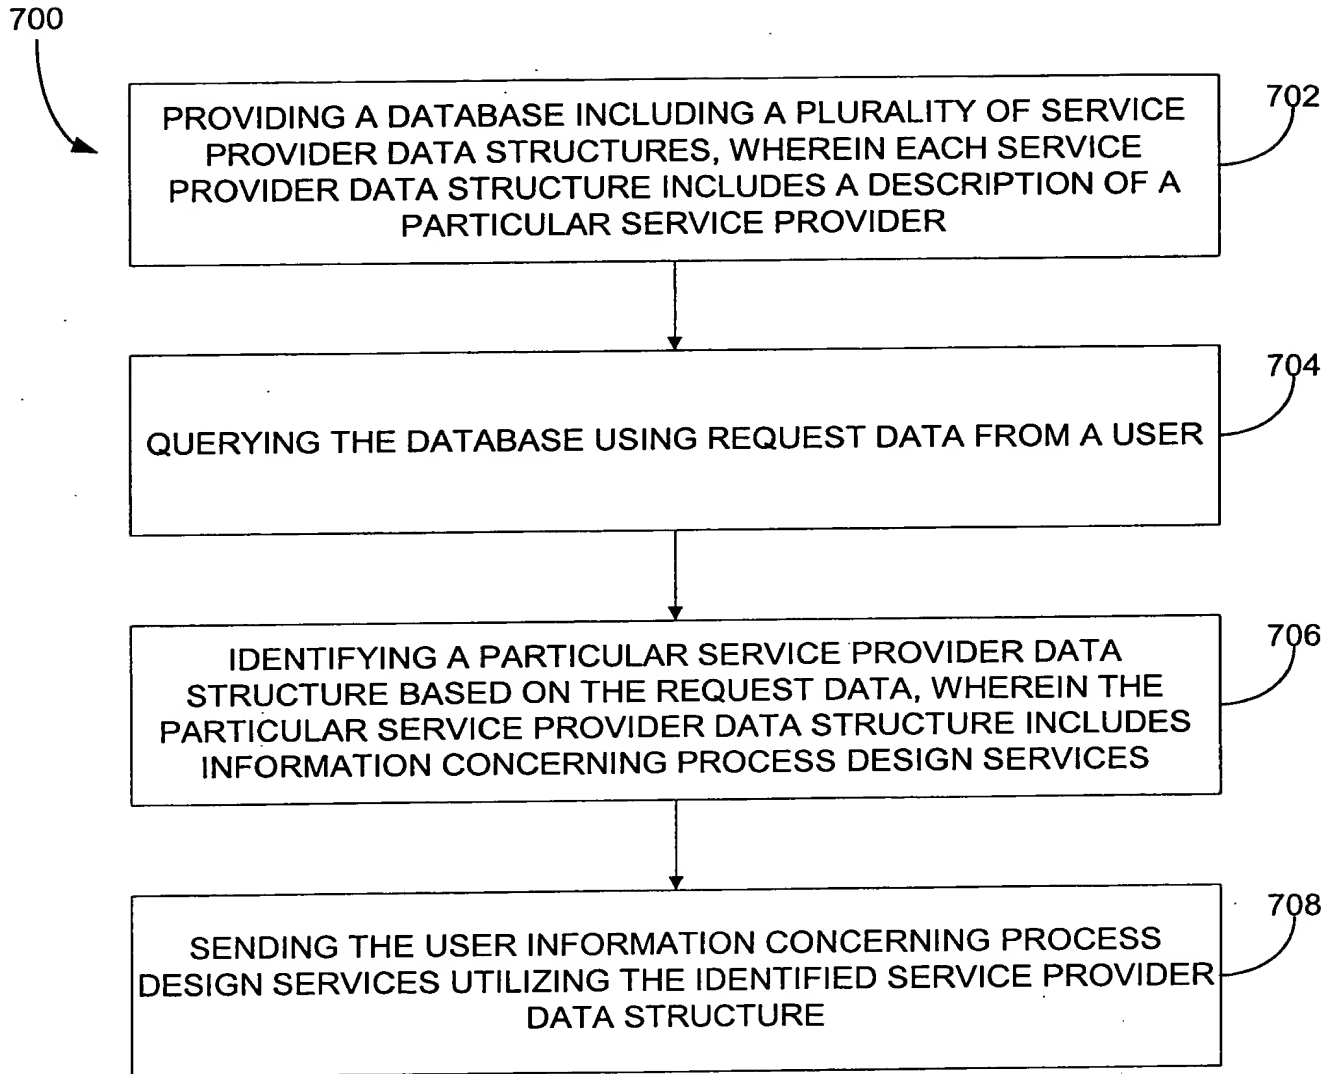 700
702
PROVIDING A DATABASE INCLUDING A PLURALITY OF SERVICE
PROVIDER DATA STRUCTURES, WHEREIN EACH SERVICE
PROVIDER DATA STRUCTURE INCLUDES A DESCRIPTION OF A
PARTICULAR SERVICE PROVIDER
704
QUERYING THE DATABASE USING REQUEST DATA FROM A USER
706
IDENTIFYING A PARTICULAR SERVICE PROVIDER DATA
STRUCTURE BASED ON THE REQUEST DATA, WHEREIN THE
PARTICULAR SERVICE PROVIDER DATA STRUCTURE INCLUDES
INFORMATION CONCERNING PROCESS DESIGN SERVICES
708
SENDING THE USER INFORMATION CONCERNING PROCESS
DESIGN SERVICES UTILIZING THE IDENTIFIED SERVICE PROVIDER
DATA STRUCTURE